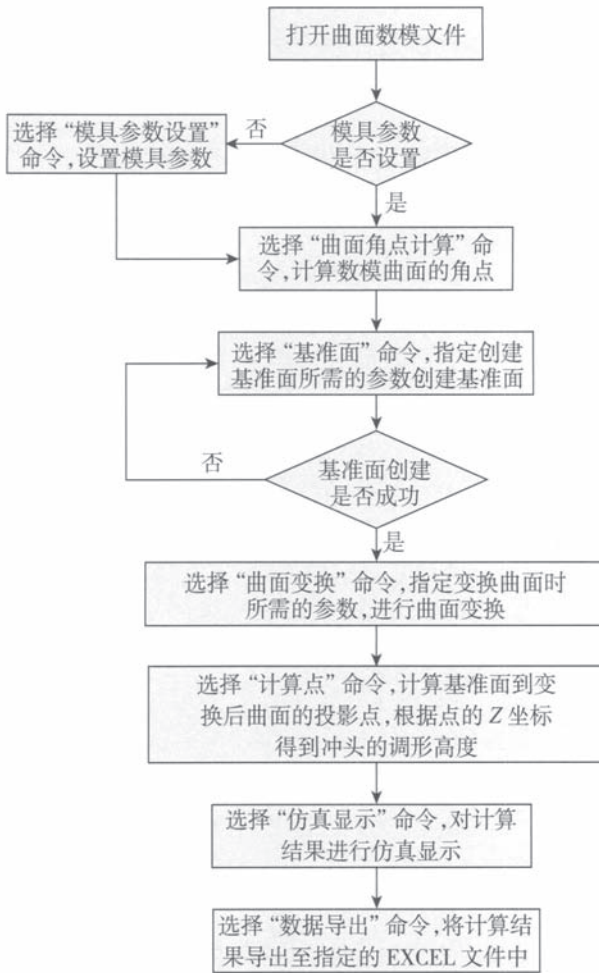 打开曲面数模文件
模具参数
是否设置
否
选择“模具参数设置”
命令，设置模具参数
是
选择“曲面角点计算”命
令，计算数模曲面的角点
选择“基准面”命令，指定创建
基准面所需的参数创建基准面
否
基准面创建
是否成功
是
选择“曲面变换”命令，指定变换曲面时
所需的参数，进行曲面变换
选择“计算点”命令，计算基准面到变
换后曲面的投影点，根据点的 Z 坐标
得到冲头的调形高度
选择“仿真显示”命令，对计算
结果进行仿真显示
选择“数据导出”命令，将计算结
果导出至指定的 EXCEL 文件中